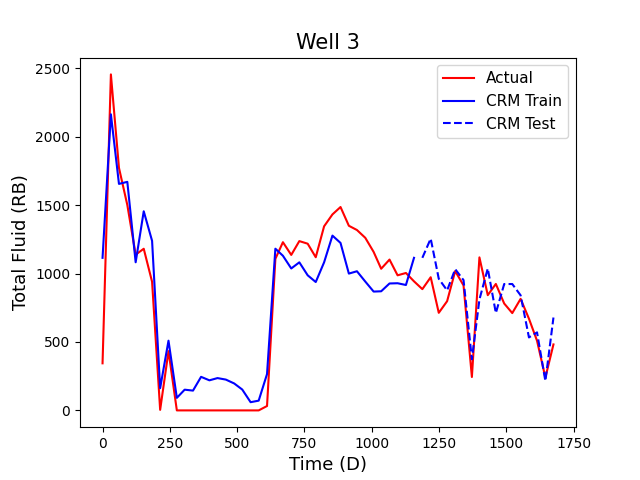 Well 3
Total Fluid (RB)
2500
2000
1500
1000
500
0
Actual
CRM Train
CRM Test
0 250 500 750 1000 1250 1500 1750
Time (D)